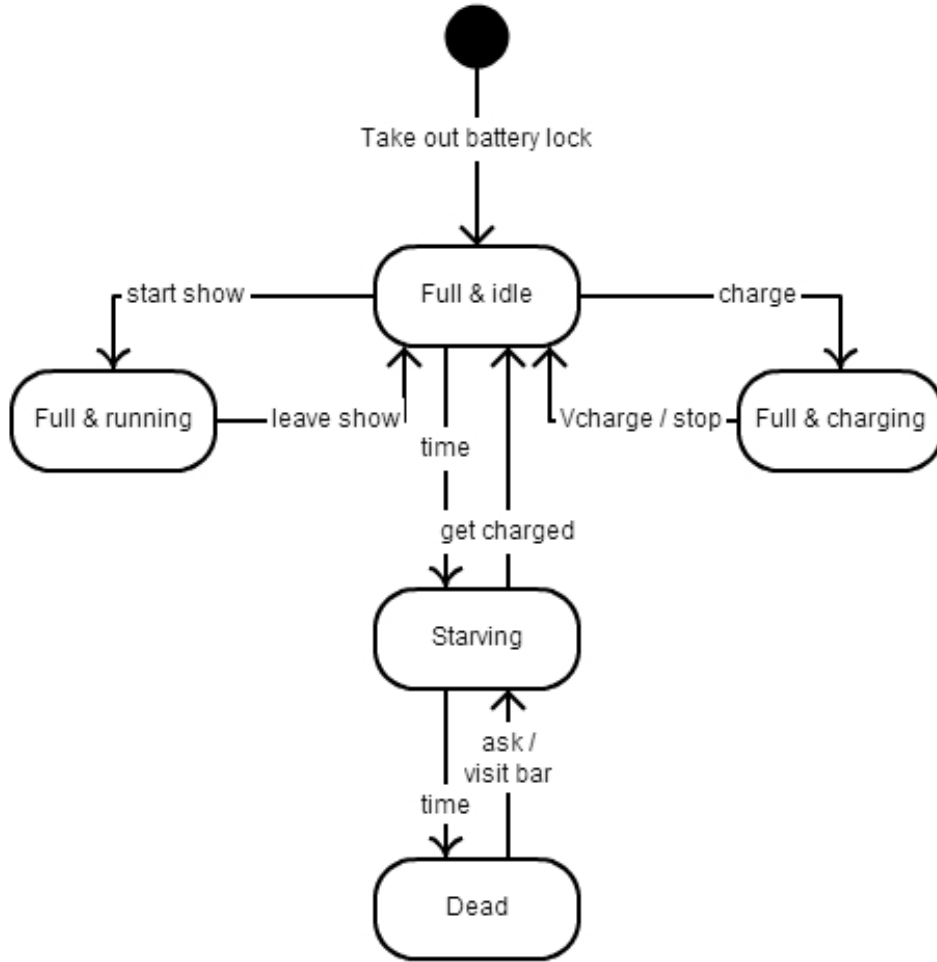 Take out battery lock
Full & idle
start show
charge
Full & running
leave show
Vcharge / stop
Full & charging
time
get charged
Starving
ask /
visit bar
time
Dead